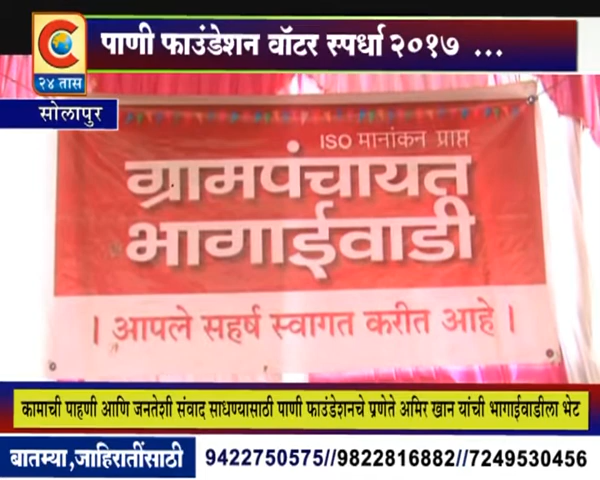 पाणी फाउंडेशन वॉटर स्पर्धा २०१७ ...
C
२४ तास
सोलापुर
ISO मानांकन प्राप्त
ग्रामपंचायत
भागाईवाडी
। आपले सहर्ष स्वागत करीत आहे ।
कामाची पाहणी आणि जनतेशी संवाद साधण्यासाठी पाणी फाउंडेशनचे प्रणेते अमिर खान यांची भागाईवाडीला भेट
बातम्या,जाहिरातींसाठी 9422750575//9822816882//7249530456